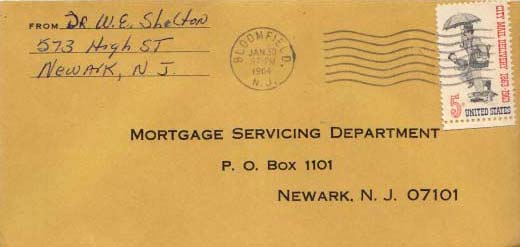 FROM Dr W.E. Shelton
573 High ST
Newark, N J.
BLOOMFIELD,
JAN 30
PM
1964
N.J.
CITY MAIL DELIVERY 1863-1963
5¢
UNITED STATES
MORTGAGE SERVICING DEPARTMENT
P. O. BOX 1101
NEWARK, N. J. 07101